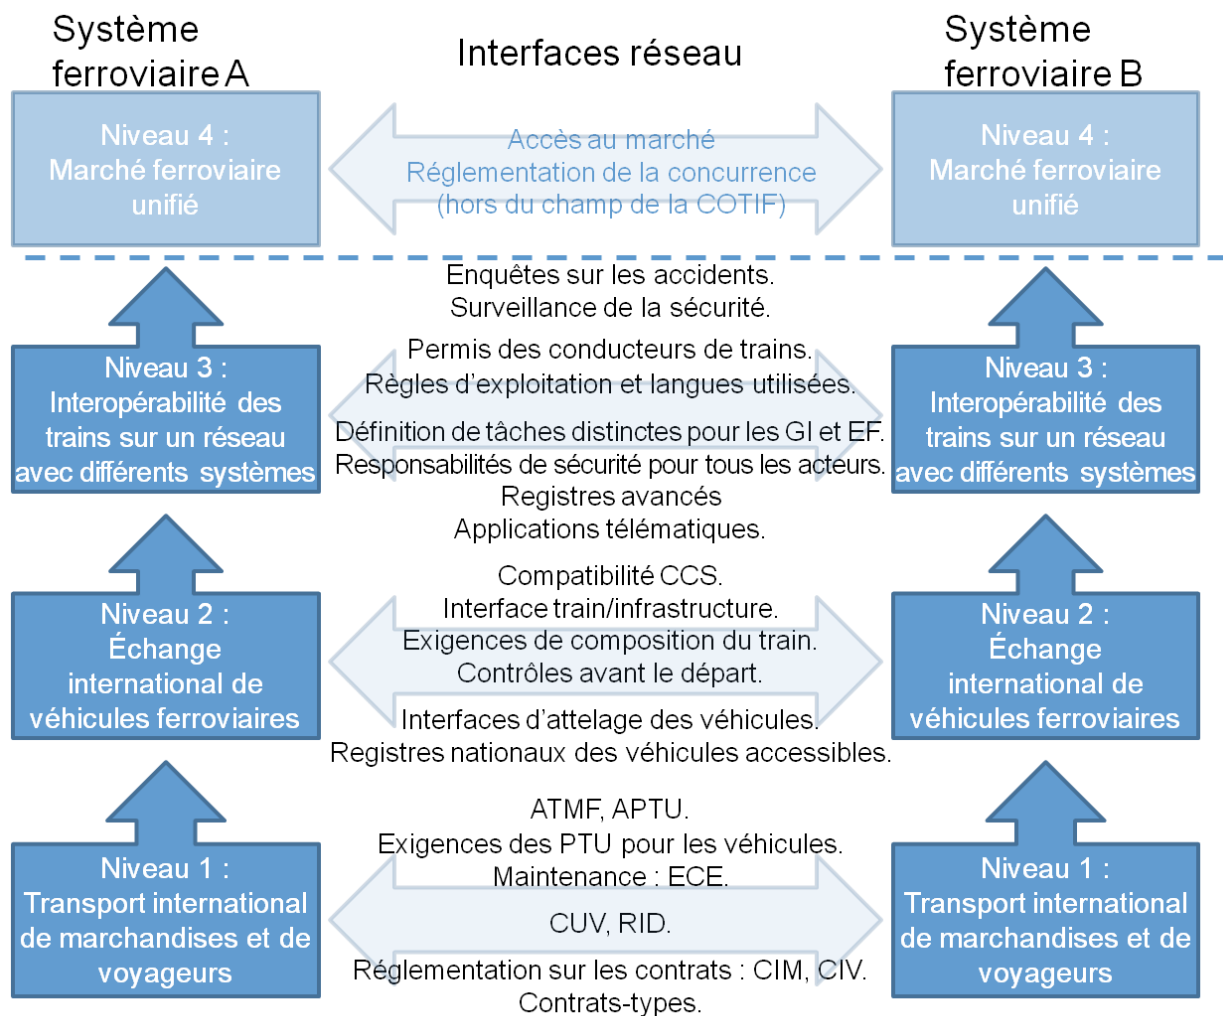 Système
ferroviaire A
Interfaces réseau
Système
ferroviaire B
Niveau 4 :
Marché ferroviaire
unifié
Accès au marché
Réglementation de la concurrence
(hors du champ de la COTIF)
Niveau 4 :
Marché ferroviaire
unifié
Enquêtes sur les accidents.
Surveillance de la sécurité.
Permis des conducteurs de trains.
Règles d’exploitation et langues utilisées.
Définition de tâches distinctes pour les GI et EF.
Responsabilités de sécurité pour tous les acteurs.
Registres avancés
Applications télématiques.
Niveau 3 :
Interopérabilité des
trains sur un réseau
avec différents systèmes
Niveau 3 :
Interopérabilité des
trains sur un réseau
avec différents systèmes
Compatibilité CCS.
Interface train/infrastructure.
Exigences de composition du train.
Contrôles avant le départ.
Interfaces d’attelage des véhicules.
Registres nationaux des véhicules accessibles.
Niveau 2 :
Échange
international de
véhicules ferroviaires
Niveau 2 :
Échange
international de
véhicules ferroviaires
ATMF, APTU.
Exigences des PTU pour les véhicules.
Maintenance : ECE.
CUV, RID.
Réglementation sur les contrats : CIM, CIV.
Contrats-types.
Niveau 1 :
Transport international
de marchandises et de
voyageurs
Niveau 1 :
Transport international
de marchandises et de
voyageurs